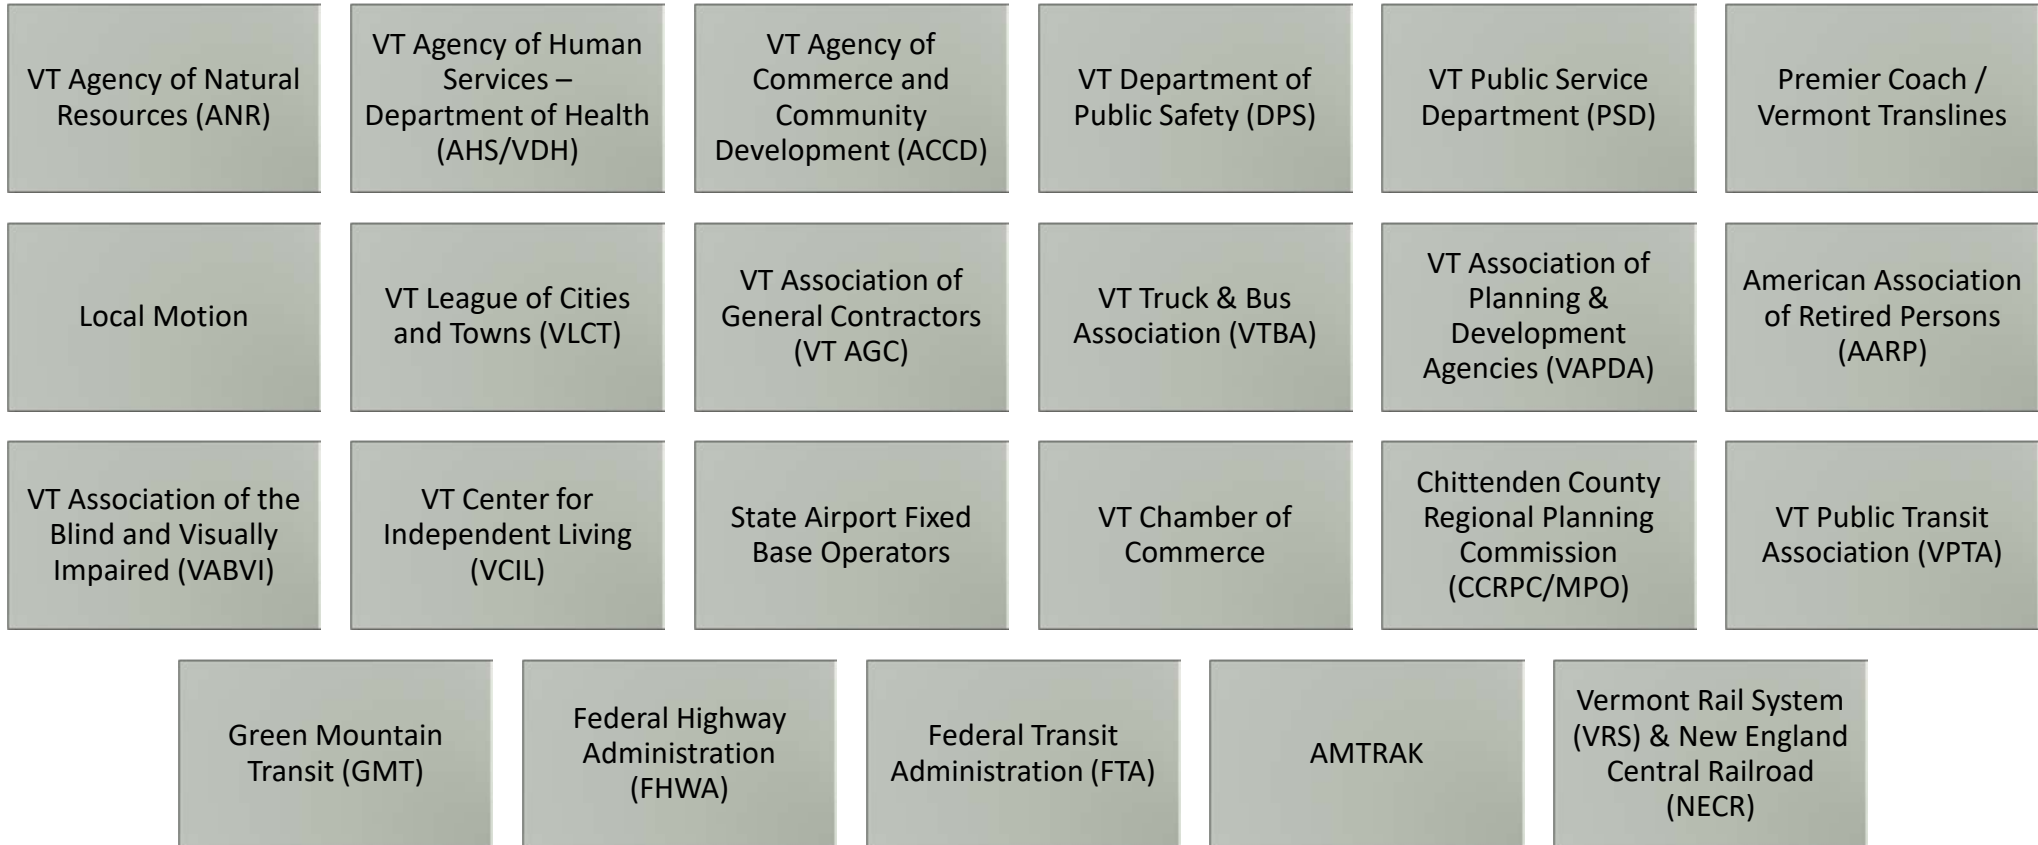 VT Agency of Natural
Resources (ANR)
VT Agency of Human
Services –
Department of Health
(AHS/VDH)
VT Agency of
Commerce and
Community
Development (ACCD)
VT Department of
Public Safety (DPS)
VT Public Service
Department (PSD)
Premier Coach /
Vermont Translines
Local Motion
VT League of Cities
and Towns (VLCT)
VT Association of
General Contractors
(VT AGC)
VT Truck & Bus
Association (VTBA)
VT Association of
Planning &
Development
Agencies (VAPDA)
American Association
of Retired Persons
(AARP)
VT Association of the
Blind and Visually
Impaired (VABVI)
VT Center for
Independent Living
(VCIL)
State Airport Fixed
Base Operators
VT Chamber of
Commerce
Chittenden County
Regional Planning
Commission
(CCRPC/MPO)
VT Public Transit
Association (VPTA)
Green Mountain
Transit (GMT)
Federal Highway
Administration
(FHWA)
Federal Transit
Administration (FTA)
AMTRAK
Vermont Rail System
(VRS) & New England
Central Railroad
(NECR)